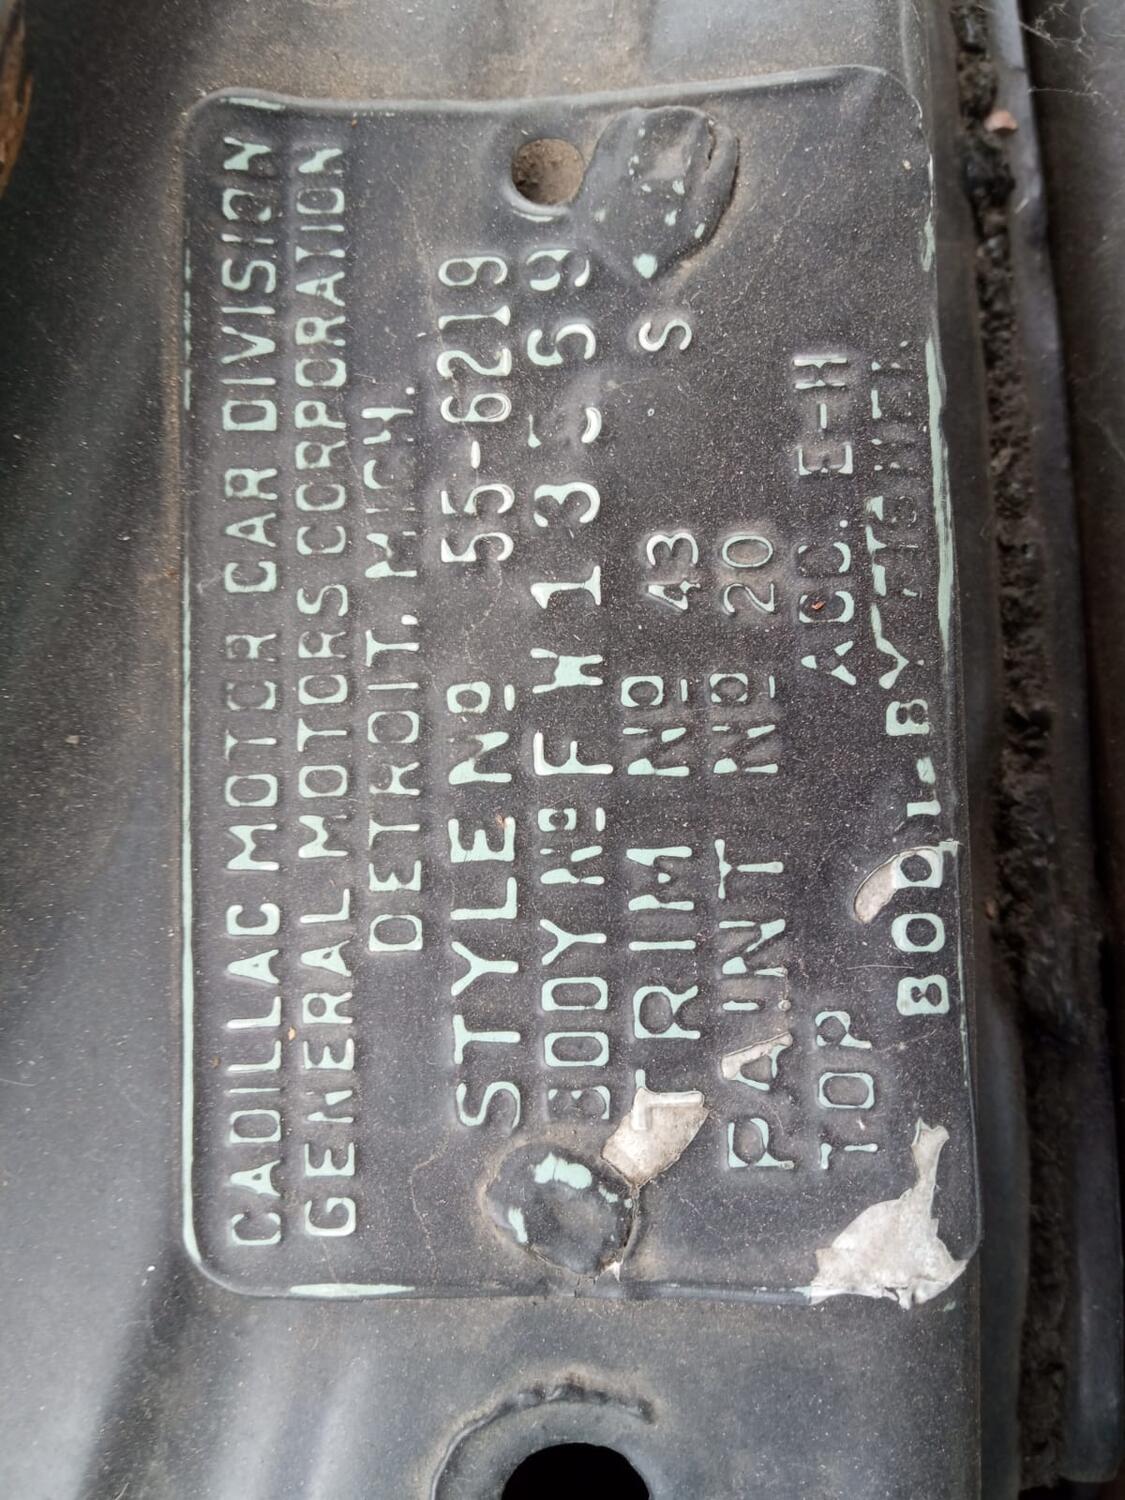 CADILLAC MOTOR CAR DIVISION
GENERAL MOTORS CORPORATION
DETROIT. MICH.
STYLE Nº 55-6219
BODY Nº FW
TRIM Nº 43 S
PAINT Nº 20
TOP ACC. E-H
BODY BY